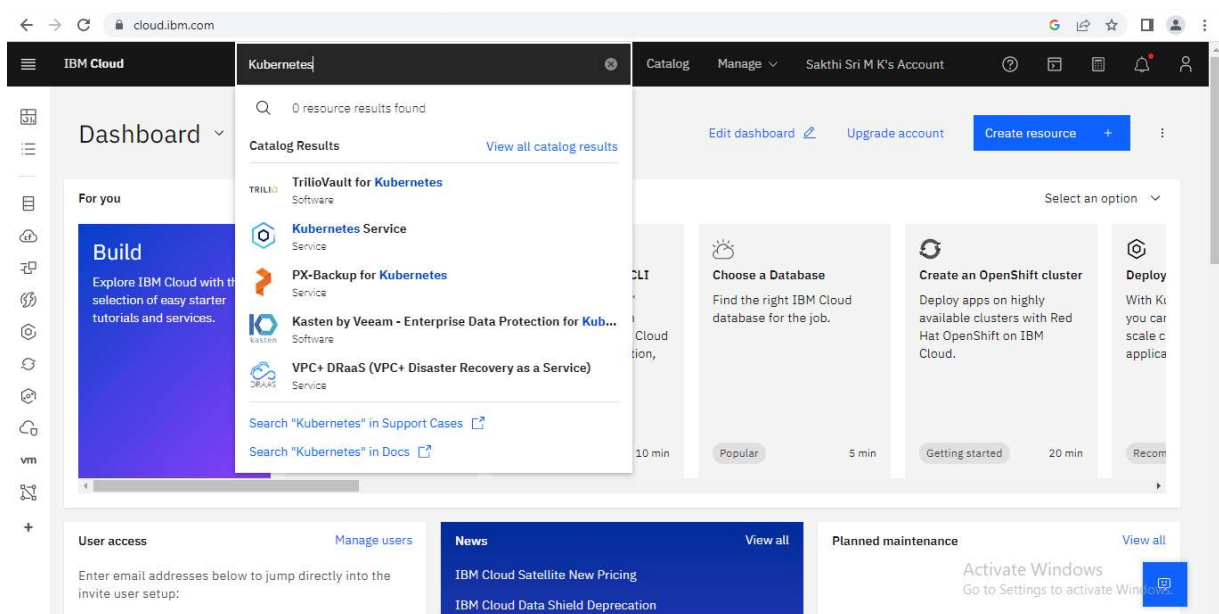 cloud.ibm.com
IBM Cloud
Kubernetes
Catalog
Manage
Sakthi Sri M K's Account
0 resource results found
Catalog Results
View all catalog results
TRILIO
TrilioVault for Kubernetes
Software
Kubernetes Service
Service
PX-Backup for Kubernetes
Service
kasten
Kasten by Veeam - Enterprise Data Protection for Kub...
Software
DRAAS
VPC+ DRaaS (VPC+ Disaster Recovery as a Service)
Service
Search "Kubernetes" in Support Cases
Search "Kubernetes" in Docs
Dashboard
Edit dashboard
Upgrade account
Create resource +
For you
Select an option
Build
Explore IBM Cloud with th
selection of easy starter
tutorials and services.
CLI
Cloud
tion,
10 min
Choose a Database
Find the right IBM Cloud
database for the job.
Popular
5 min
Create an OpenShift cluster
Deploy apps on highly
available clusters with Red
Hat OpenShift on IBM
Cloud.
Getting started
20 min
Deploy
With Ku
you car
scale c
applica
Recom
vm
User access
Manage users
Enter email addresses below to jump directly into the
invite user setup:
News
View all
IBM Cloud Satellite New Pricing
IBM Cloud Data Shield Deprecation
Planned maintenance
View all
Activate Windows
Go to Settings to activate Windows.